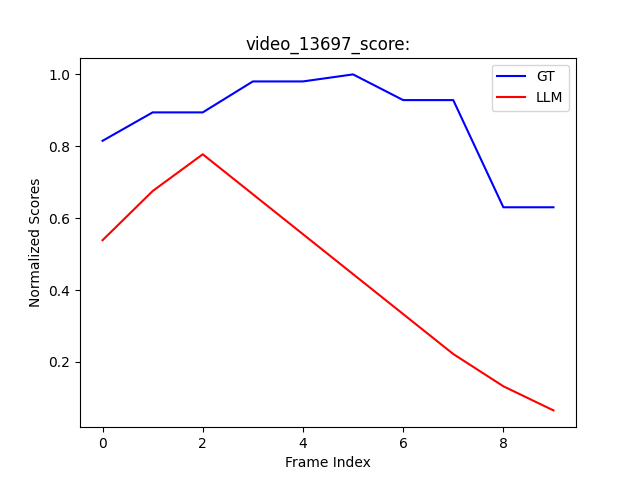 video_13697_score:
GT
LLM
Normalized Scores
1.0
0.8
0.6
0.4
0.2
0 2 4 6 8
Frame Index